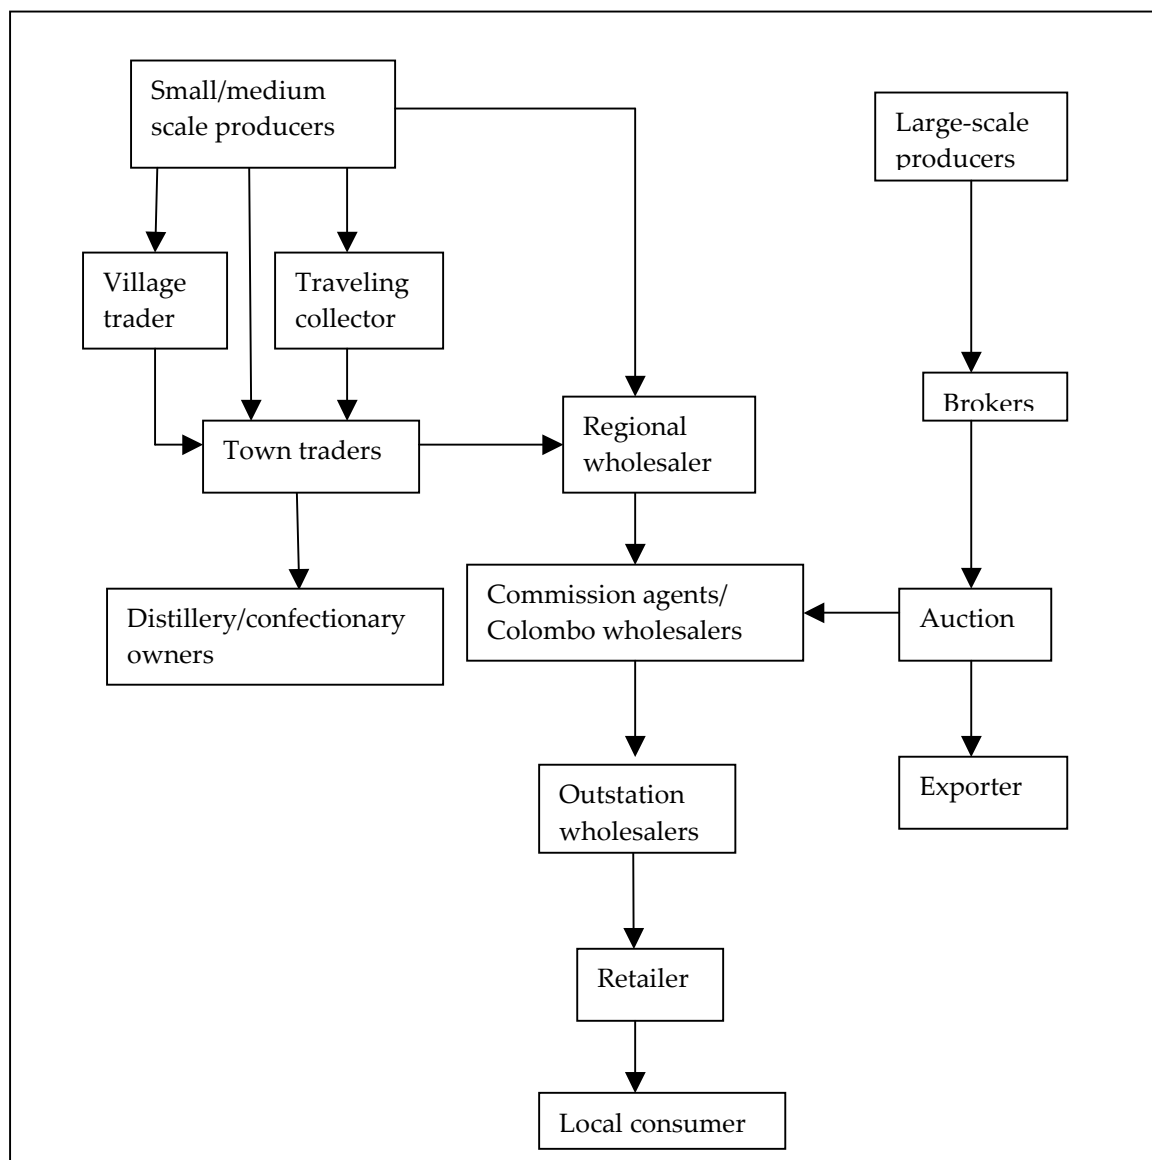 Small/medium
scale producers
Large-scale
producers
Village
trader
Traveling
collector
Brokers
Regional
wholesaler
Town traders
Commission agents/
Colombo wholesalers
Auction
Distillery/confectionary
owners
Outstation
wholesalers
Exporter
Retailer
Local consumer